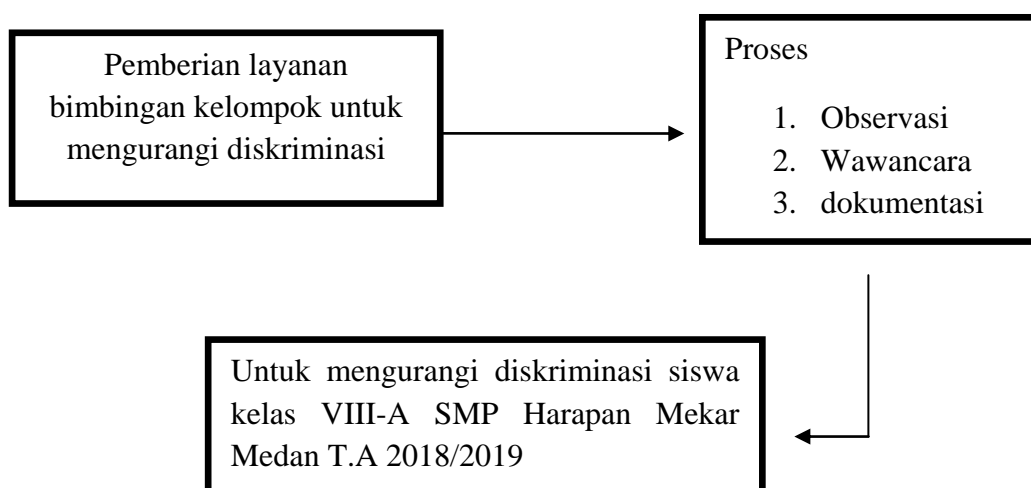 Pemberian layanan
bimbingan kelompok untuk
mengurangi diskriminasi
Proses
1. Observasi
2. Wawancara
3. dokumentasi
Untuk mengurangi diskriminasi siswa
kelas VIII-A SMP Harapan Mekar
Medan T.A 2018/2019